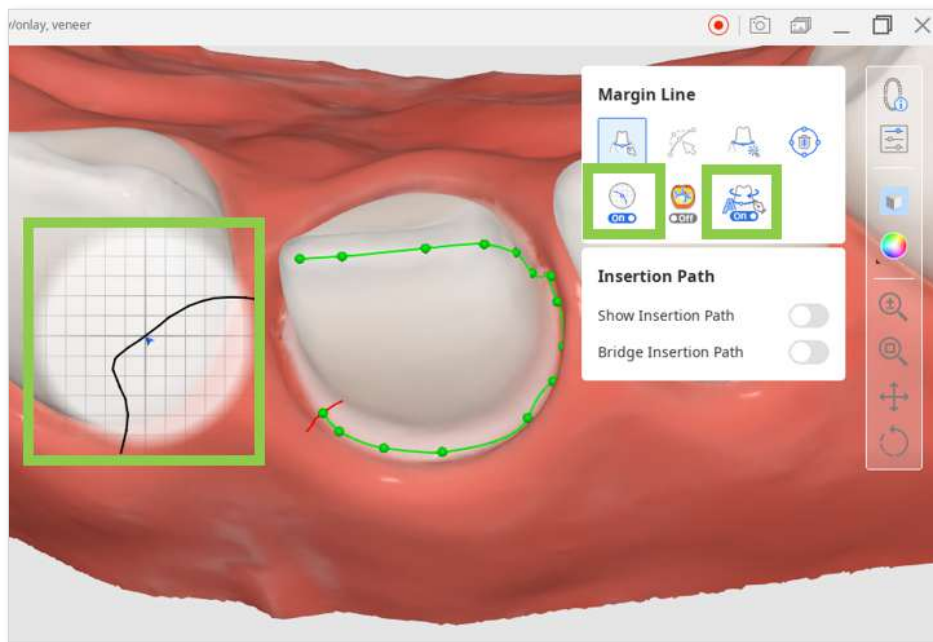 y/onlay, veneer
Margin Line
On
Off
On
Insertion Path
Show Insertion Path
Bridge Insertion Path